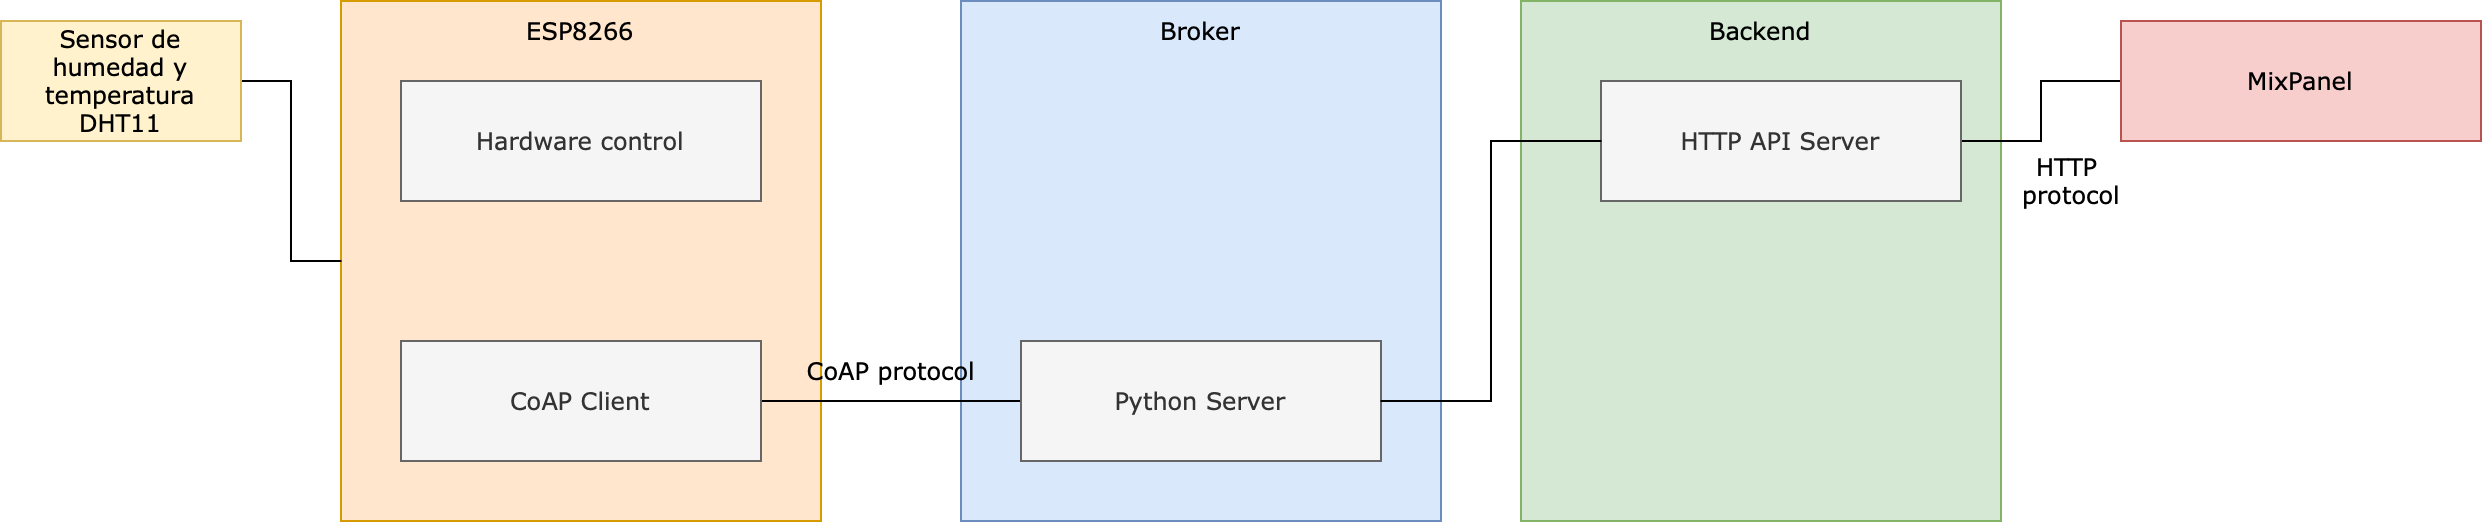 Sensor de
humedad y
temperatura
DHT11
ESP8266
Hardware control
CoAP Client
CoAP protocol
Broker
Python Server
Backend
HTTP API Server
HTTP
protocol
MixPanel